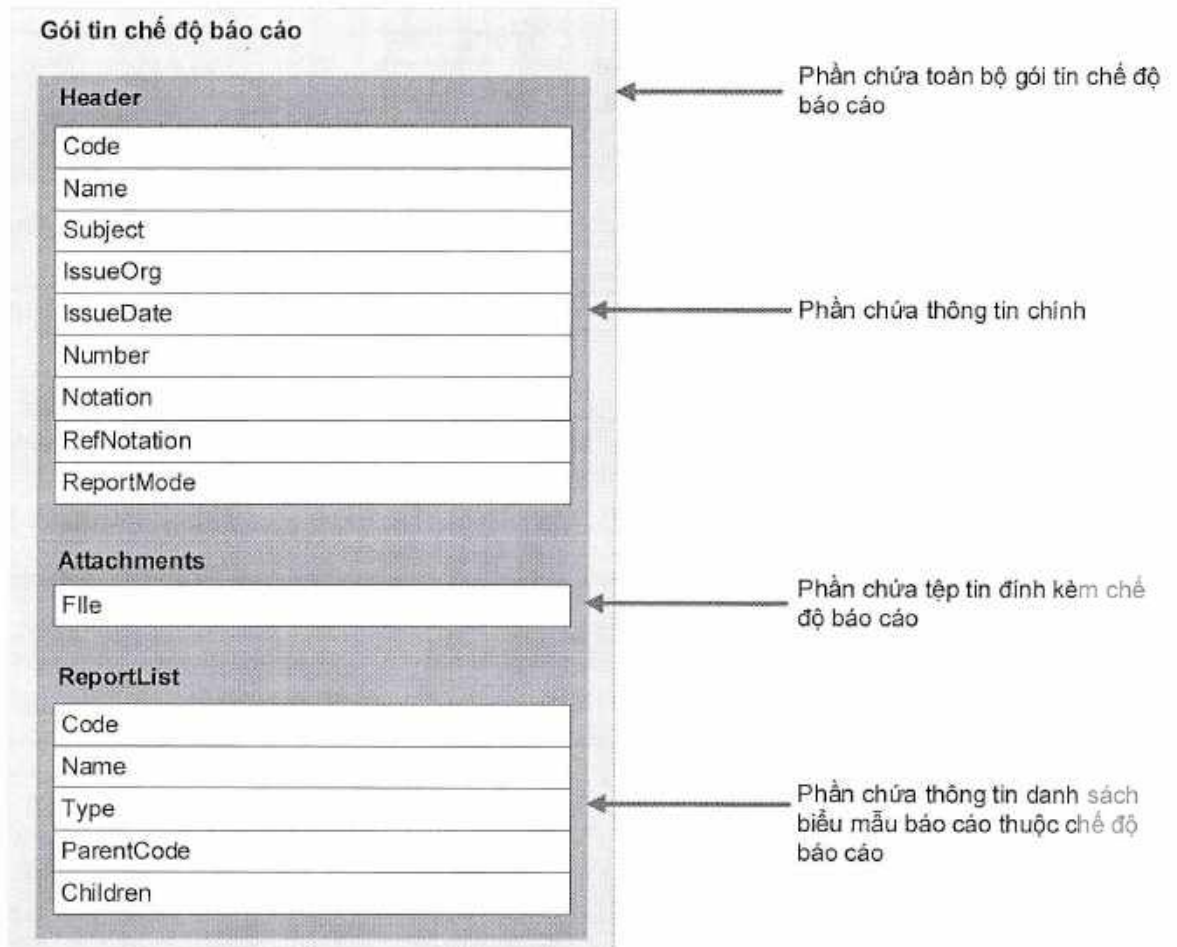 Gói tin chế độ báo cáo
Phần chứa toàn bộ gói tin chế độ
báo cáo
Header
Code
Name
Subject
IssueOrg
IssueDate
Phần chứa thông tin chính
Number
Notation
RefNotation
ReportMode
Attachments
FIle
Phần chứa tệp tin đính kèm chế
độ báo cáo
ReportList
Code
Name
Type
Phần chứa thông tin danh sách
biểu mẫu báo cáo thuộc chế độ
báo cáo
ParentCode
Children